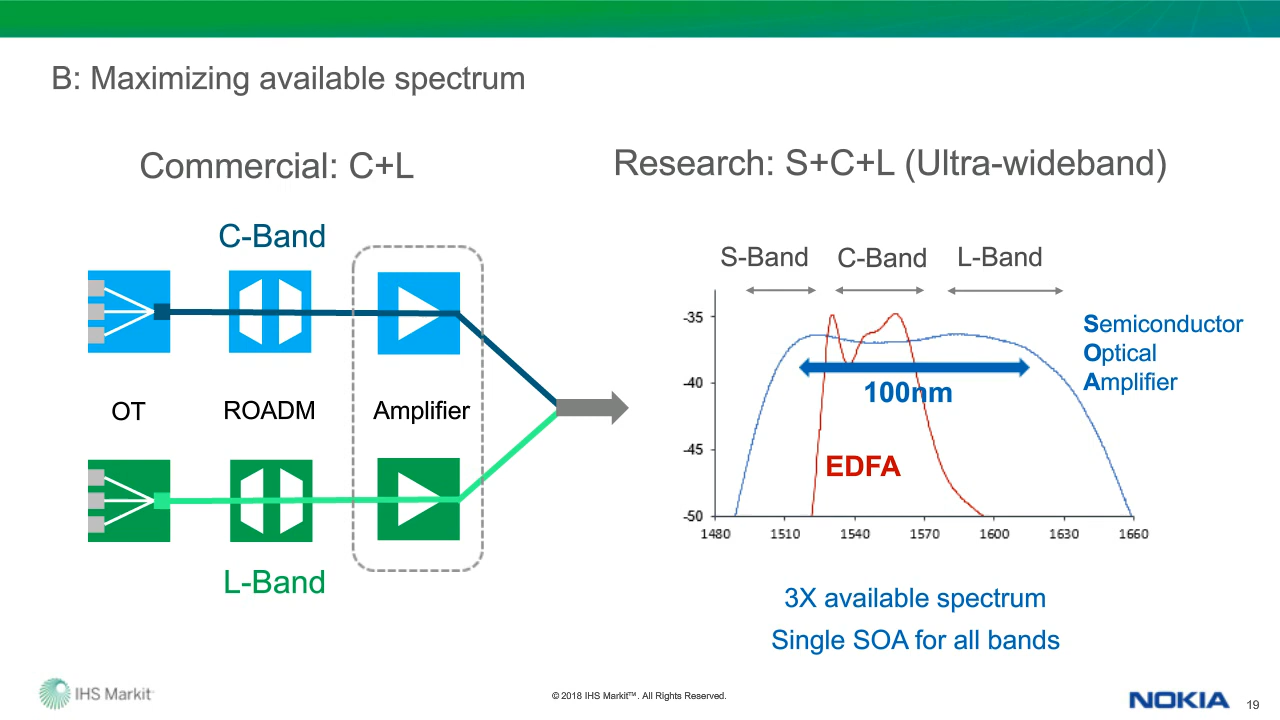 B: Maximizing available spectrum
Commercial: C+L
Research: S+C+L (Ultra-wideband)
C-Band
OT
ROADM
Amplifier
L-Band
S-Band
C-Band
L-Band
-35
-40
-45
-50
1480
1510
1540
1570
1600
1630
1660
100nm
EDFA
Semiconductor
Optical
Amplifier
3X available spectrum
Single SOA for all bands
IHS Markit™
© 2018 IHS Markit™. All Rights Reserved.
NOKIA
19